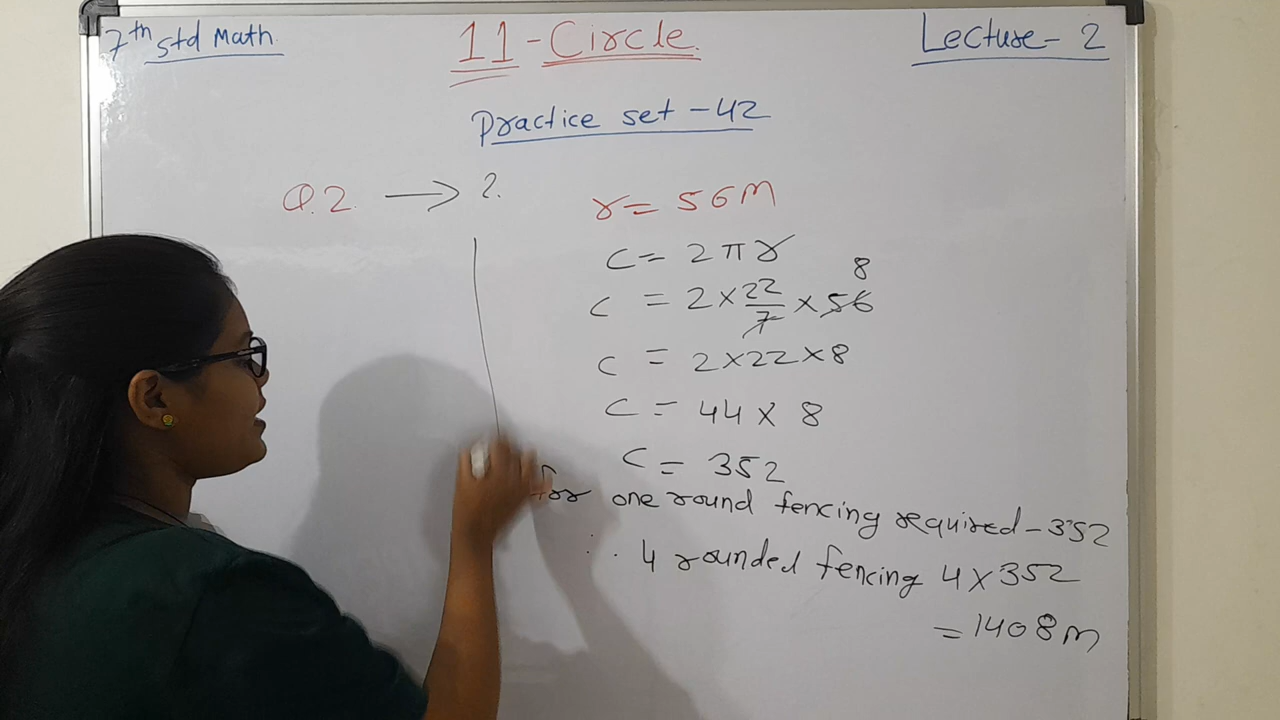 7th Std Math.
11-Circle.
Lecture-2
Practice set-42
Q.2. → 2.
r = 56 m
C = 2πr
C = 2 × 22/7 × 56 8
C = 2×22×8
C = 44 × 8
C = 352
for one round fencing required-352
∴ 4 rounded fencing 4×352
= 1408 m